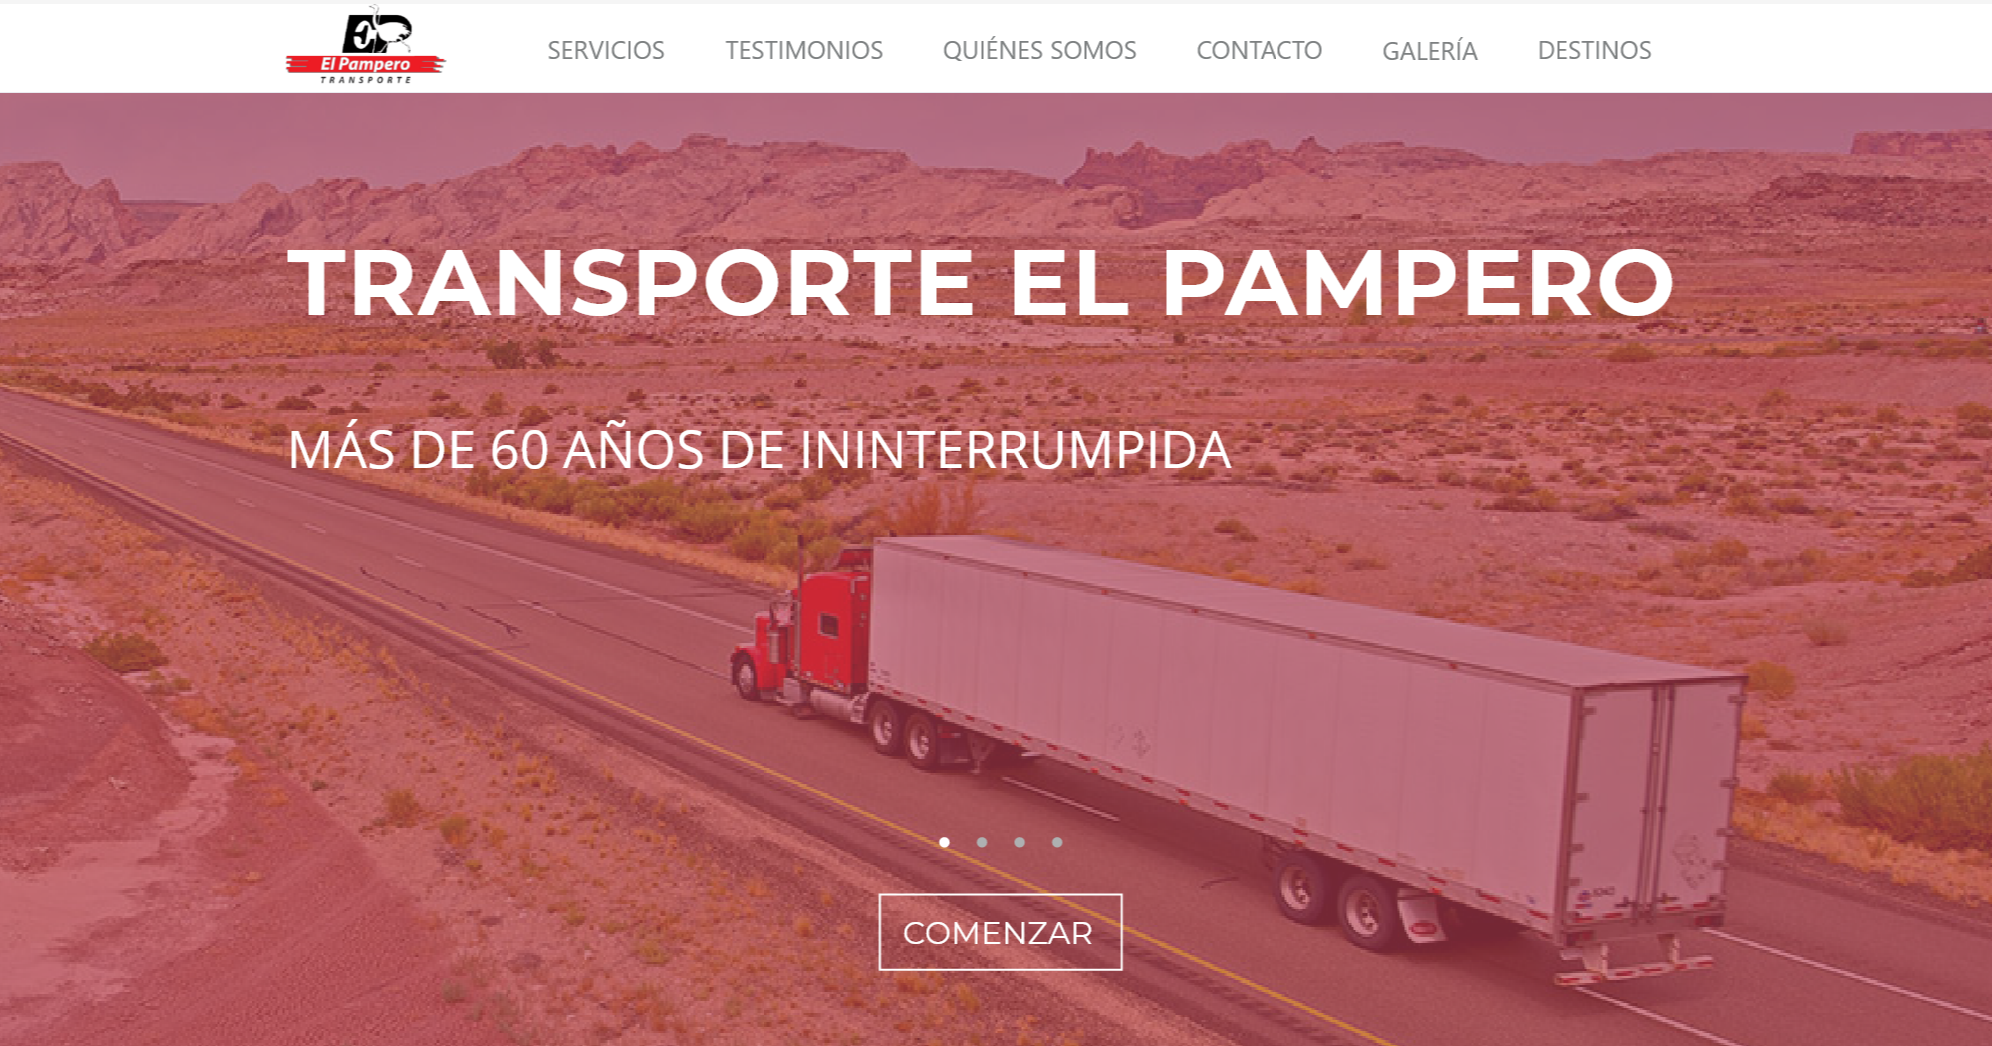 EP
El Pampero
TRANSPORTE
SERVICIOS
TESTIMONIOS
QUIÉNES SOMOS
CONTACTO
GALERÍA
DESTINOS
TRANSPORTE EL PAMPERO
MÁS DE 60 AÑOS DE ININTERRUMPIDA
COMENZAR